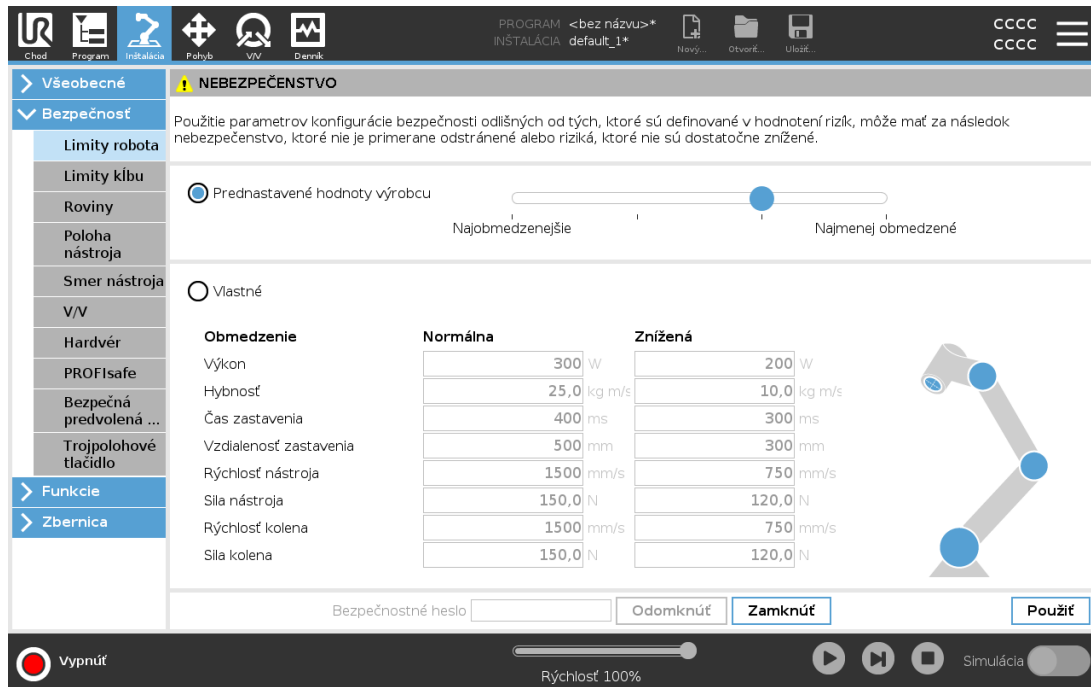 UR
PROGRAM <bez názvu>*
INŠTALÁCIA default_1*
CCCC
CCCC
Chod Program Inštalácia Pohyb V/V Denník Nový... Otvoriť... Uložiť...
Všeobecné
Bezpečnosť
Limity robota
Limity kĺbu
Roviny
Poloha
nástroja
Smer nástroja
V/V
Hardvér
PROFIsafe
Bezpečná
predvolená ...
Trojpolohové
tlačidlo
Funkcie
Zbernica
NEBEZPEČENSTVO
Použitie parametrov konfigurácie bezpečnosti odlišných od tých, ktoré sú definované v hodnotení rizík, môže mať za následok
nebezpečenstvo, ktoré nie je primerane odstránené alebo riziká, ktoré nie sú dostatočne znížené.
Prednastavené hodnoty výrobcu
Najobmedzenejšie Najmenej obmedzené
Vlastné
Obmedzenie Normálna Znížená
Výkon 300 W 200 W
Hybnosť 25,0 kg m/s 10,0 kg m/s
Čas zastavenia 400 ms 300 ms
Vzdialenosť zastavenia 500 mm 300 mm
Rýchlosť nástroja 1500 mm/s 750 mm/s
Sila nástroja 150,0 N 120,0 N
Rýchlosť kolena 1500 mm/s 750 mm/s
Sila kolena 150,0 N 120,0 N
Bezpečnostné heslo Odomknúť Zamknúť Použiť
Vypnúť
Rýchlosť 100%
Simulácia